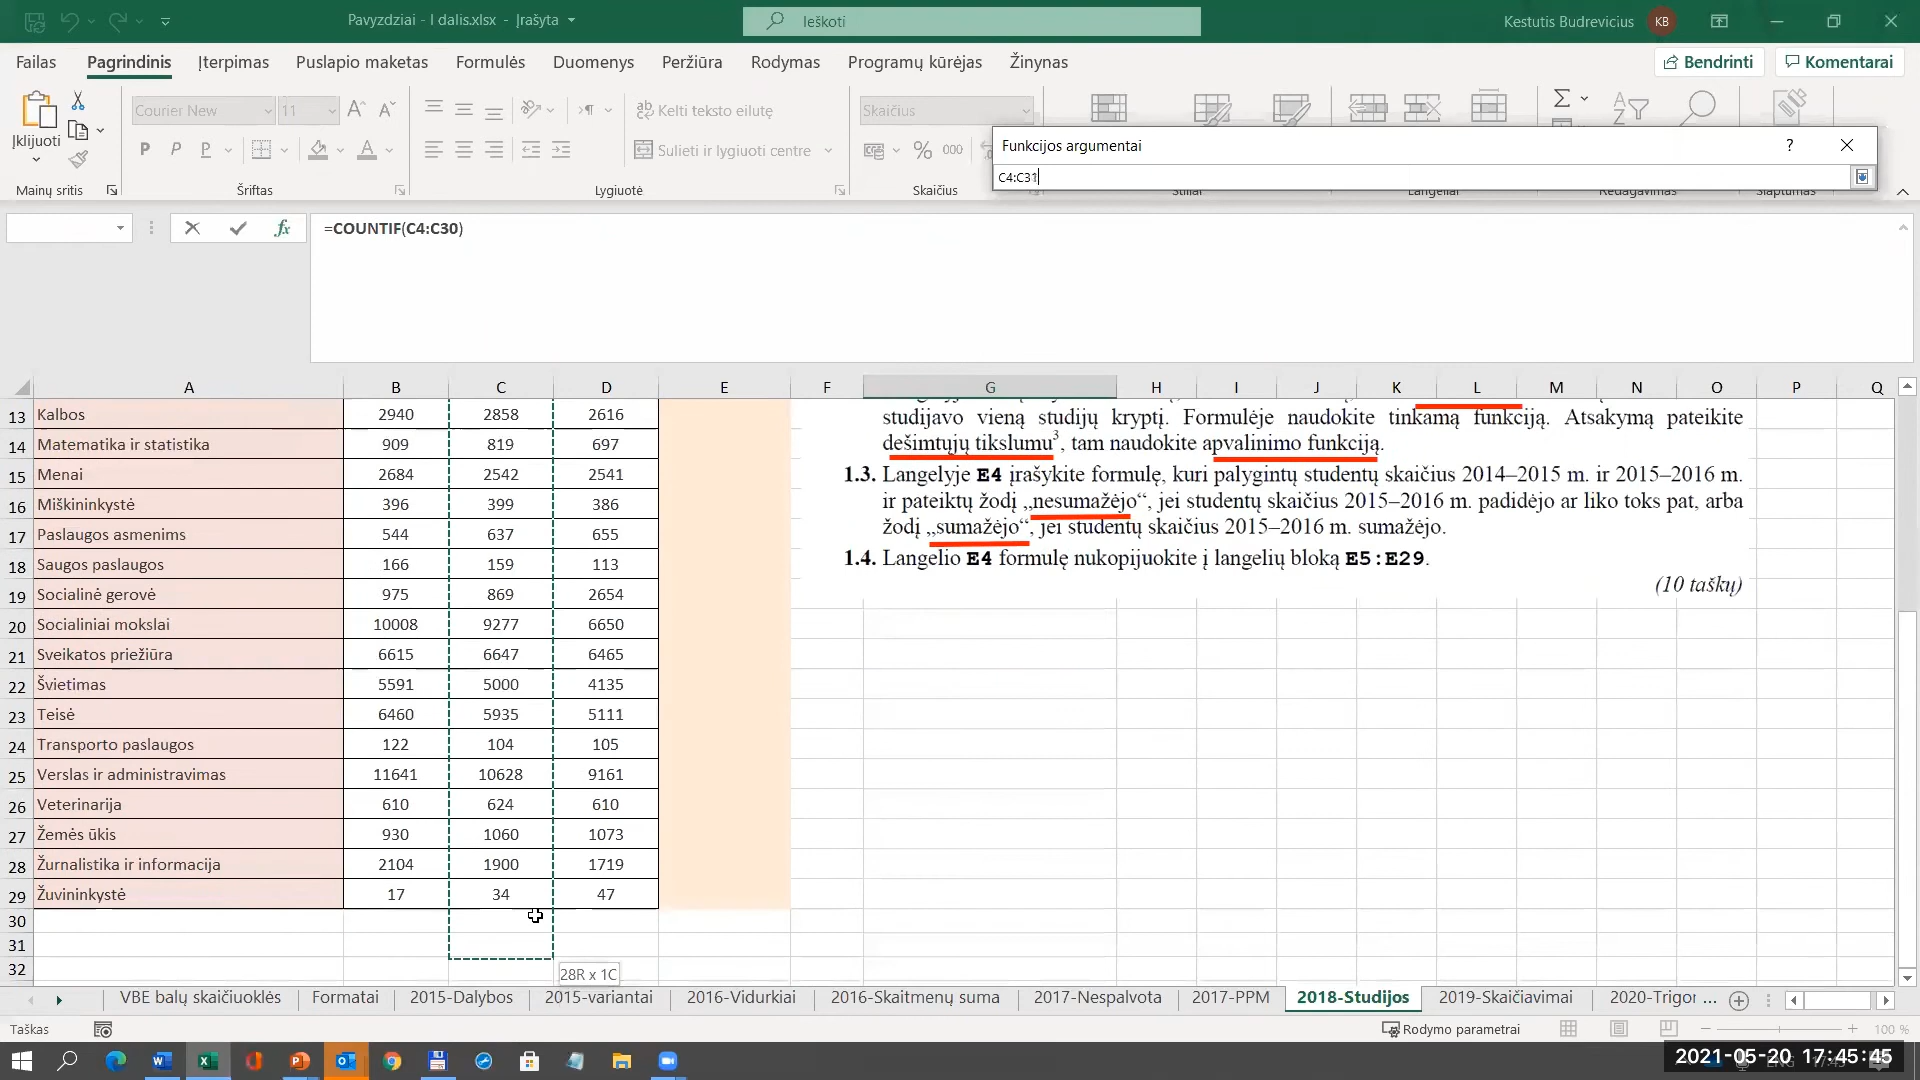 Pavyzdziai - I dalis.xlsx - Įrašyta
Ieškoti
Kestutis Budrevicius KB
Failas Pagrindinis Įterpimas Puslapio maketas Formulės Duomenys Peržiūra Rodymas Programų kūrėjas Žinynas
Bendrinti Komentarai
Įklijuoti
Courier New 11
Kelti teksto eilutę
Skaičius
Sulieti ir lygiuoti centre
% 000
Mainų sritis Šriftas Lygiuotė Skaičius
Funkcijos argumentai ?
C4:C31
=COUNTIF(C4:C30)
A B C D E F G H I J K L M N O P Q
13 Kalbos 2940 2858 2616
14 Matematika ir statistika 909 819 697
15 Menai 2684 2542 2541
16 Miškininkystė 396 399 386
17 Paslaugos asmenims 544 637 655
18 Saugos paslaugos 166 159 113
19 Socialinė gerovė 975 869 2654
20 Socialiniai mokslai 10008 9277 6650
21 Sveikatos priežiūra 6615 6647 6465
22 Švietimas 5591 5000 4135
23 Teisė 6460 5935 5111
24 Transporto paslaugos 122 104 105
25 Verslas ir administravimas 11641 10628 9161
26 Veterinarija 610 624 610
27 Žemės ūkis 930 1060 1073
28 Žurnalistika ir informacija 2104 1900 1719
29 Žuvininkystė 17 34 47
30
31
32
28R x 1C
studijavo vieną studijų kryptį. Formulėje naudokite tinkamą funkciją. Atsakymą pateikite
dešimtųjų tikslumu³, tam naudokite apvalinimo funkciją.
1.3. Langelyje E4 įrašykite formulę, kuri palygintų studentų skaičius 2014–2015 m. ir 2015–2016 m.
ir pateiktų žodį „nesumažėjo“, jei studentų skaičius 2015–2016 m. padidėjo ar liko toks pat, arba
žodį „sumažėjo“, jei studentų skaičius 2015–2016 m. sumažėjo.
1.4. Langelio E4 formulę nukopijuokite į langelių bloką E5:E29.
(10 taškų)
VBE balų skaičiuoklės Formatai 2015-Dalybos 2015-variantai 2016-Vidurkiai 2016-Skaitmenų suma 2017-Nespalvota 2017-PPM 2018-Studijos 2019-Skaičiavimai 2020-Trigor ...
Taškas Rodymo parametrai 100 %
2021-05-20 17:45:45